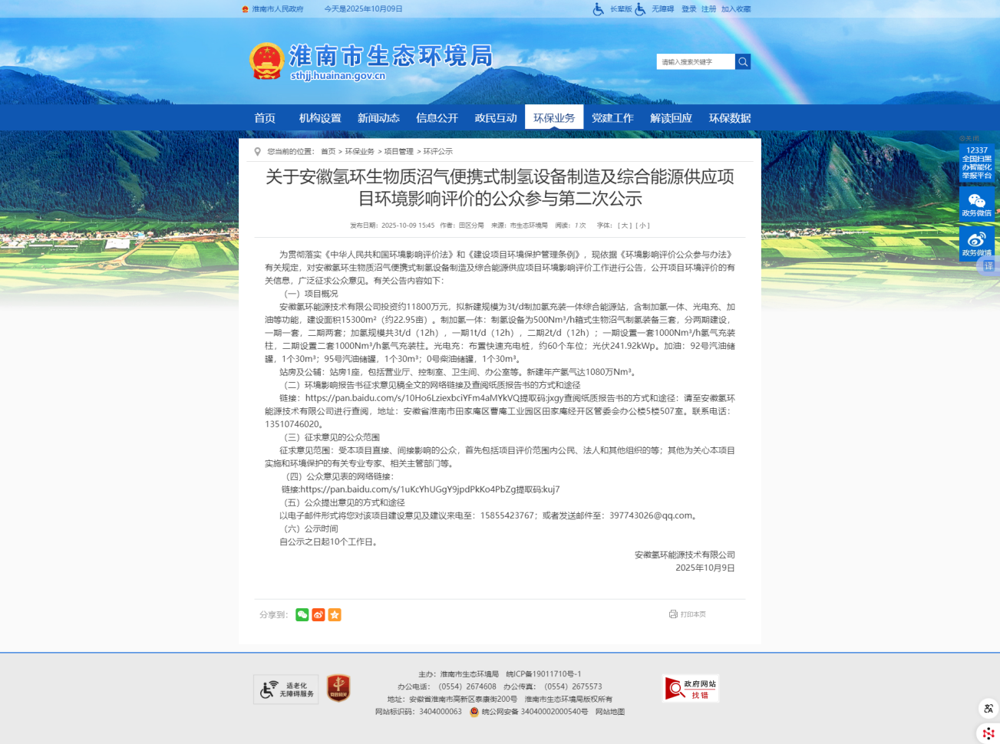 淮南市人民政府 今天是2025年10月09日 长辈版 无障碍 登录 注册 加入收藏
淮南市生态环境局
sthjj.huainan.gov.cn
请输入搜索关键字
首页 机构设置 新闻动态 信息公开 政民互动 环保业务 党建工作 解读回应 环保数据
您当前的位置： 首页 > 环保业务 > 项目管理 > 环评公示
关于安徽氢环生物质沼气便携式制氢设备制造及综合能源供应项
目环境影响评价的公众参与第二次公示
发布日期：2025-10-09 15:45 作者：田区分局 来源：市生态环境局 阅读：1次 字体： [ 大 ] [ 小 ]
为贯彻落实《中华人民共和国环境影响评价法》和《建设项目环境保护管理条例》，现依据《环境影响评价公众参与办法》
有关规定，对安徽氢环生物质沼气便携式制氢设备制造及综合能源供应项目环境影响评价工作进行公告，公开项目环境评价的有
关信息，广泛征求公众意见。有关公告内容如下：
（一）项目概况
安徽氢环能源技术有限公司投资约11800万元，拟新建规模为3t/d制加氢充装一体综合能源站，含制加氢一体、光电充、加
油等功能，建设面积15300m²（约22.95亩）。制加氢一体：制氢设备为500Nm³/h箱式生物沼气制氢装备三套，分两期建设，
一期一套，二期两套；加氢规模共3t/d（12h），一期1t/d（12h），二期2t/d（12h）；一期设置一套1000Nm³/h氢气充装
柱，二期设置二套1000Nm³/h氢气充装柱。光电充：布置快速充电桩，约60个车位；光伏241.92kWp。加油：92号汽油储
罐，1个30m³；95号汽油储罐，1个30m³；0号柴油储罐，1个30m³。
站房及公辅：站房1座，包括营业厅、控制室、卫生间、办公室等。新建年产氢气达1080万Nm³。
（二）环境影响报告书征求意见稿全文的网络链接及查阅纸质报告书的方式和途径
链接：https://pan.baidu.com/s/10Ho6LziexbciYFm4aMYkVQ提取码:jxgy查阅纸质报告书的方式和途径：请至安徽氢环
能源技术有限公司进行查阅，地址：安徽省淮南市田家庵区曹庵工业园区田家庵经开区管委会办公楼5楼507室。联系电话：
13510746020。
（三）征求意见的公众范围
征求意见范围：受本项目直接、间接影响的公众，首先包括项目评价范围内公民、法人和其他组织的等；其他为关心本项目
实施和环境保护的有关专业专家、相关主管部门等。
（四）公众意见表的网络链接：
链接:https://pan.baidu.com/s/1uKcYhUGgY9jpdPkKo4PbZg提取码:kuj7
（五）公众提出意见的方式和途径
以电子邮件形式将您对该项目建设意见及建议来电至：15855423767；或者发送邮件至：397743026@qq.com。
（六）公示时间
自公示之日起10个工作日。
安徽氢环能源技术有限公司
2025年10月9日
分享到：
打印本页
关闭
12337
全国扫黑
办智能化
举报平台
政务微信
政务微博
译
适老化
无障碍服务
党政机关
主办：淮南市生态环境局 皖ICP备19011710号-1
办公电话：（0554）2674608 办公传真：（0554）2675573
地址：安徽省淮南市高新区泰康街200号 淮南市生态环境局版权所有
网站标识码：3404000063 皖公网安备 34040002000540号 网站地图
政府网站
找错